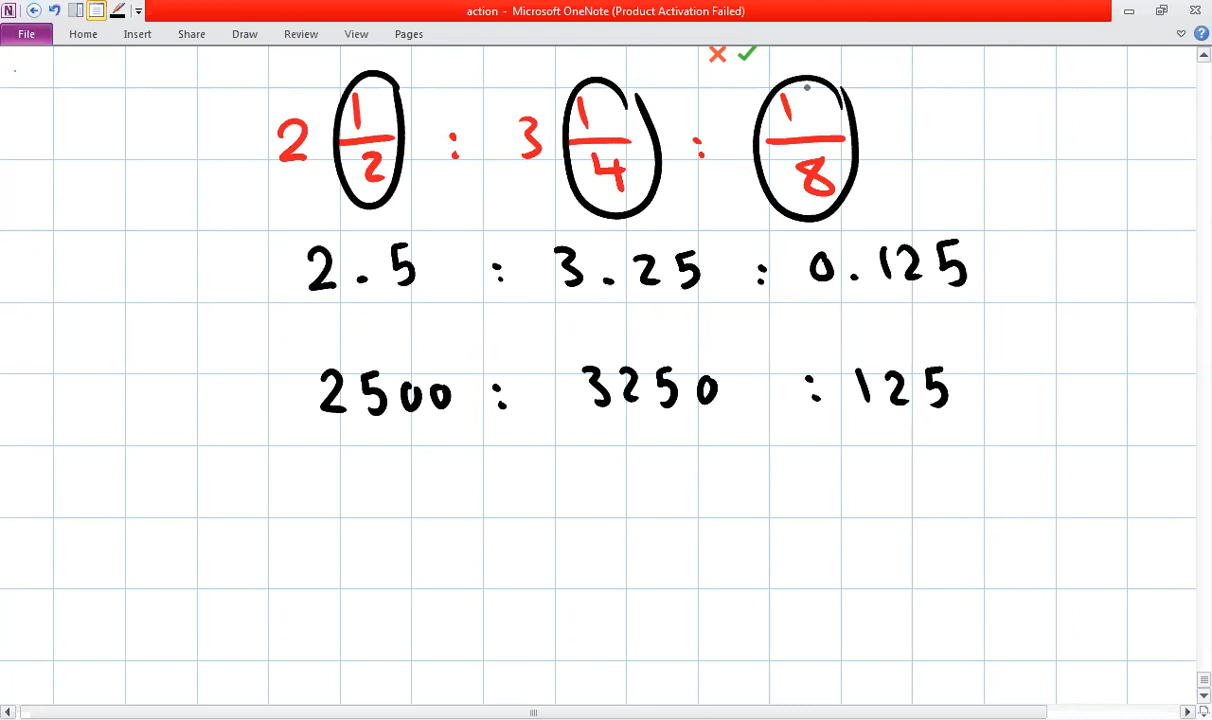 action - Microsoft OneNote (Product Activation Failed)
File Home Insert Share Draw Review View Pages
2 1/2 : 3 1/4 : 1/8
2.5 : 3.25 : 0.125
2500 : 3250 : 125